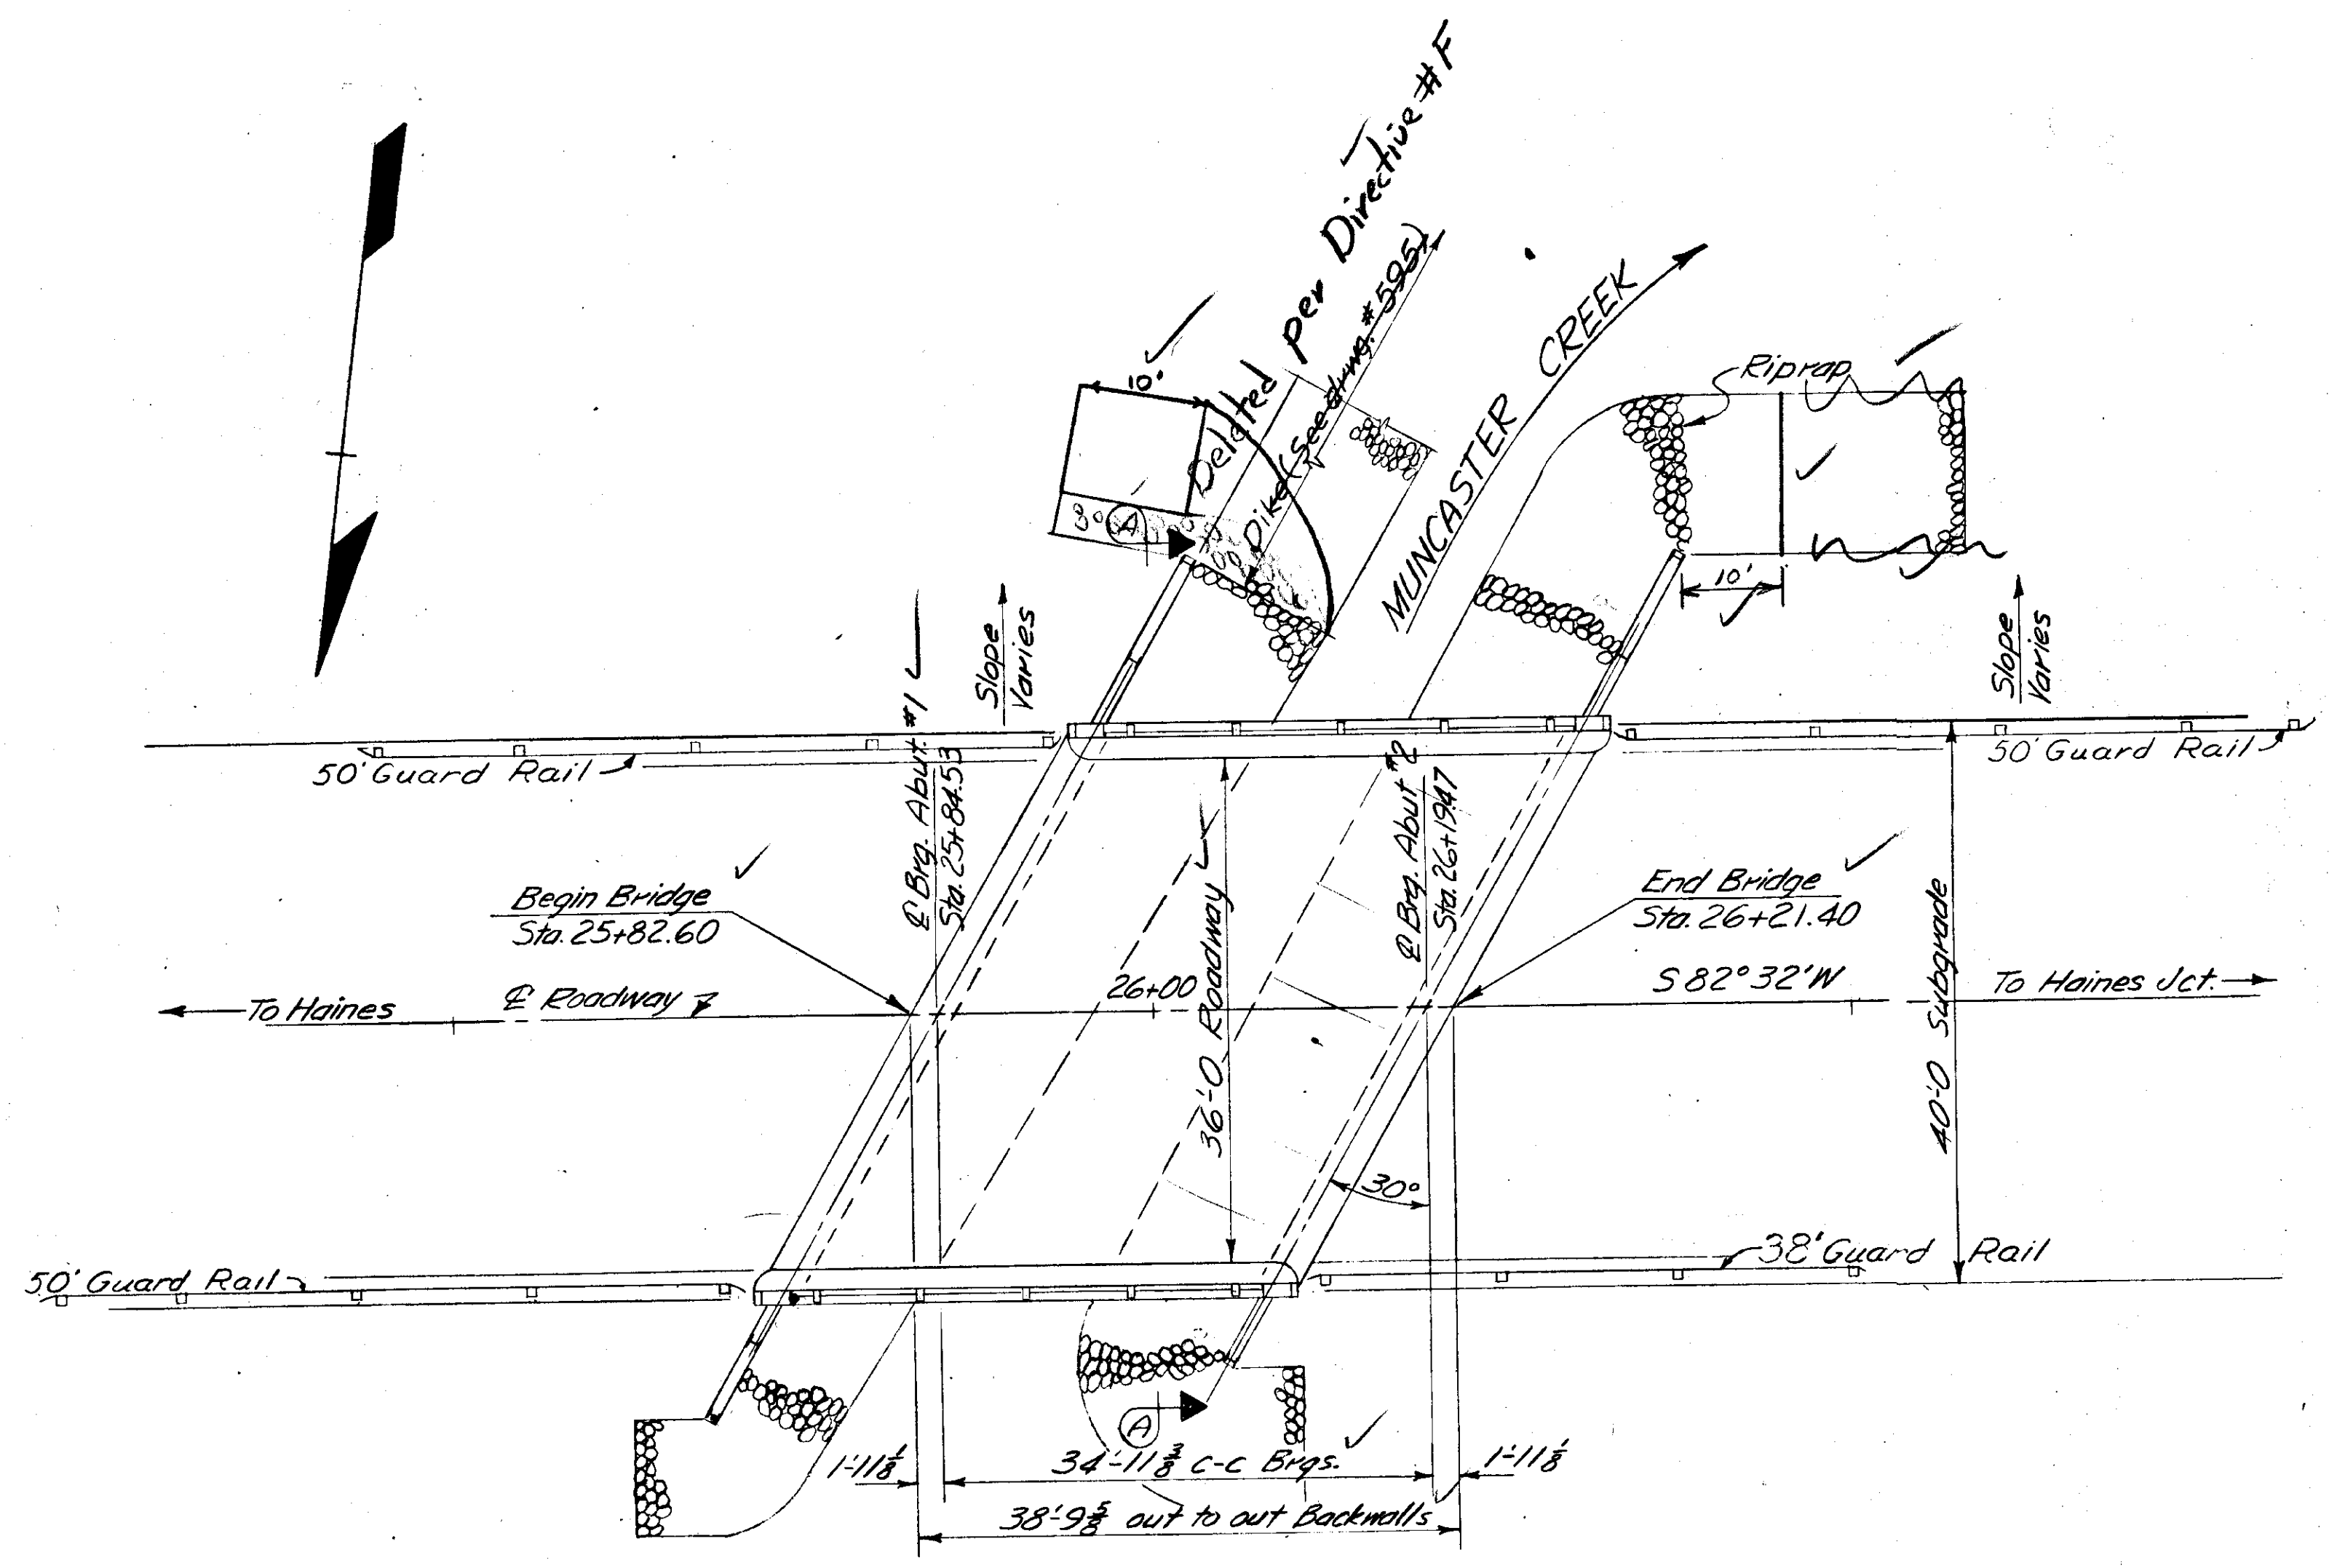 Deleted per Directive #F
Dike (See drwg. #595)
MUNCASTER CREEK
10'
Riprap
A
10'
Slope
Varies
Slope
Varies
50' Guard Rail
50' Guard Rail
℄ Brg. Abut. #1
Sta. 25+84.53
℄ Brg. Abut #2
Sta. 26+19.47
Begin Bridge
Sta. 25+82.60
End Bridge
Sta. 26+21.40
36'-0 Roadway
40'-0 Subgrade
To Haines
℄ Roadway
26+00
S 82° 32' W
To Haines Jct.
30°
50' Guard Rail
38' Guard Rail
A
1'-11⅛
34'-11⅜ c-c Brgs.
1'-11⅛
38'-9⅝ out to out Backwalls